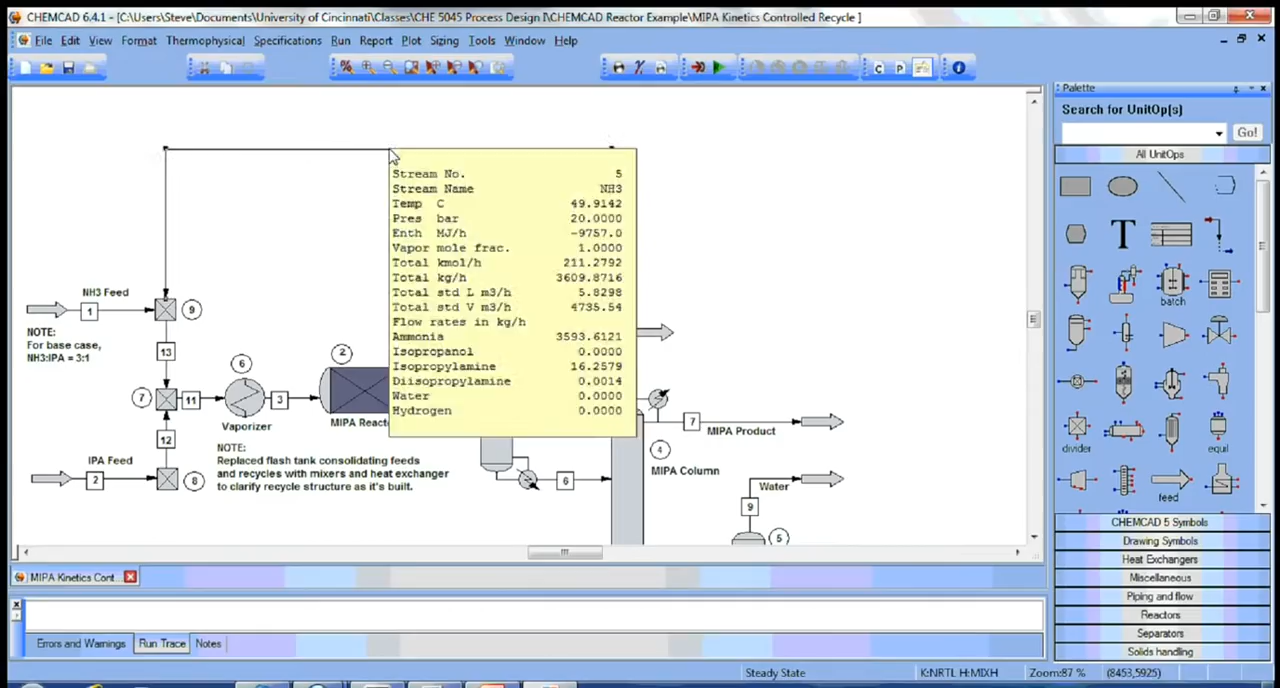 CHEMCAD 6.4.1 - [C:\Users\Steve\Documents\University of Cincinnati\Classes\CHE 5045 Process Design I\CHEMCAD Reactor Example\MIPA Kinetics Controlled Recycle ]
File Edit View Format Thermophysical Specifications Run Report Plot Sizing Tools Window Help
C P
Palette
Search for UnitOp(s)
Go!
All UnitOps
T
batch
divider
equil
feed
CHEMCAD 5 Symbols
Drawing Symbols
Heat Exchangers
Miscellaneous
Piping and flow
Reactors
Separators
Solids handling
Stream No. 5
Stream Name NH3
Temp C 49.9142
Pres bar 20.0000
Enth MJ/h -9757.0
Vapor mole frac. 1.0000
Total kmol/h 211.2792
Total kg/h 3609.8716
Total std L m3/h 5.8298
Total std V m3/h 4735.54
Flow rates in kg/h
Ammonia 3593.6121
Isopropanol 0.0000
Isopropylamine 16.2579
Diisopropylamine 0.0014
Water 0.0000
Hydrogen 0.0000
NH3 Feed
1
9
NOTE:
For base case,
NH3:IPA = 3:1
13
6
2
7
11
3
Vaporizer
MIPA React
12
IPA Feed
2
8
NOTE:
Replaced flash tank consolidating feeds
and recycles with mixers and heat exchanger
to clarify recycle structure as it's built.
7
MIPA Product
4
MIPA Column
6
Water
9
5
MIPA Kinetics Cont...
Errors and Warnings Run Trace Notes
Steady State K:NRTL H:MIXH Zoom:87 % (8453,5925)